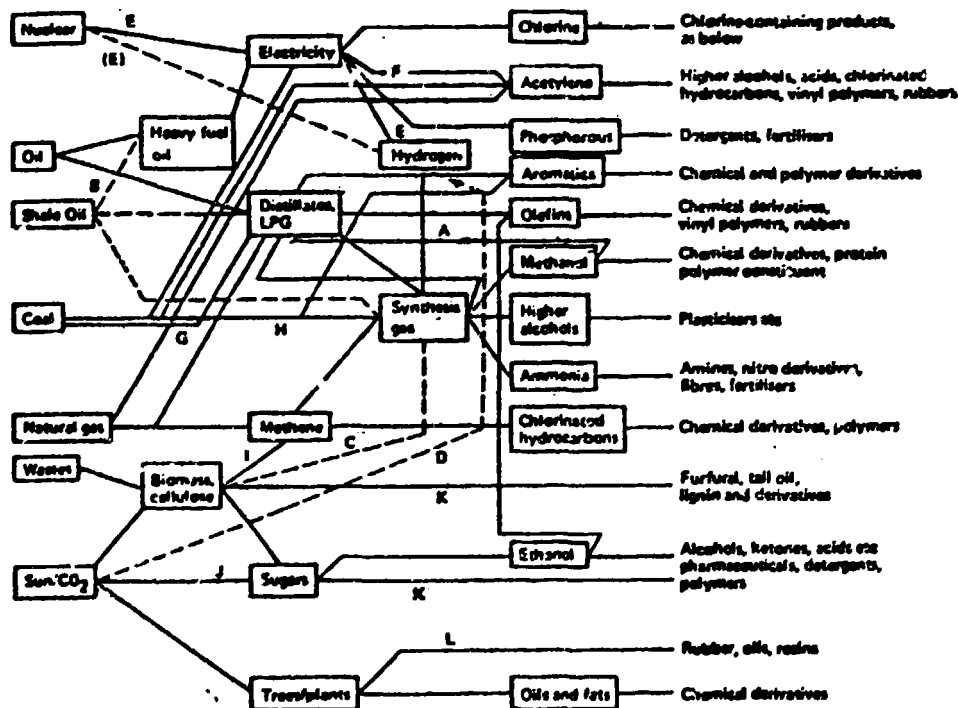 Nuclear
E
(E)
Electricity
F
E
Chlorine
Chlorine-containing products,
as below
Acetylene
Higher alcohols, acids, chlorinated
hydrocarbons, vinyl polymers, rubbers
Phosphorous
Detergents, fertilisers
Oil
Heavy fuel
oil
Hydrogen
Aromatics
Chemical and polymer derivatives
Shale Oil
B
Distillates,
LPG
A
Olefins
Chemical derivatives,
vinyl polymers, rubbers
Methanol
Chemical derivatives, protein
polymer constituent
Coal
G
H
Synthesis
gas
Higher
alcohols
Plasticisers etc
Ammonia
Amines, nitro derivatives,
fibres, fertilisers
Natural gas
Methane
Chlorinated
hydrocarbons
Chemical derivatives, polymers
I
C
D
Wastes
Biomass,
cellulose
K
Furfural, tall oil,
lignin and derivatives
Sun/CO₂
J
Sugars
Ethanol
K
Alcohols, ketones, acids etc
pharmaceuticals, detergents,
polymers
L
Rubber, oils, resins
Trees/plants
Oils and fats
Chemical derivatives